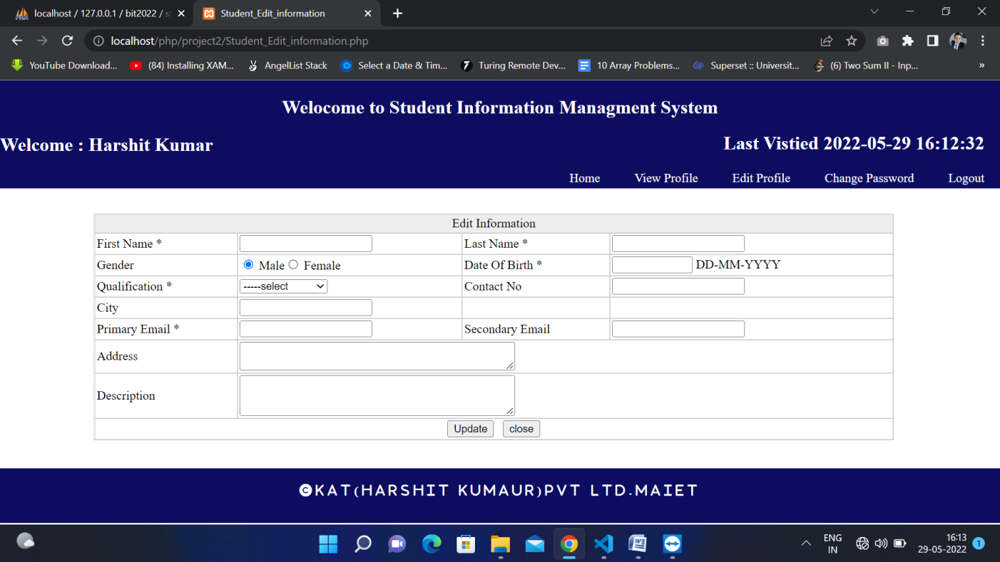 localhost / 127.0.0.1 / bit2022 / s
Student_Edit_information
localhost/php/project2/Student_Edit_information.php
YouTube Download... (84) Installing XAM... AngelList Stack Select a Date & Tim... Turing Remote Dev... 10 Array Problems... Superset :: Universit... (6) Two Sum II - Inp... »
Welocome to Student Information Managment System
Welcome : Harshit Kumar Last Vistied 2022-05-29 16:12:32
Home View Profile Edit Profile Change Password Logout
Edit Information
First Name * Last Name *
Gender Male Female Date Of Birth * DD-MM-YYYY
Qualification * -----select Contact No
City
Primary Email * Secondary Email
Address
Description
Update close
©KAT(HARSHIT KUMAUR)PVT LTD.MAIET
ENG 16:13
IN 29-05-2022 1